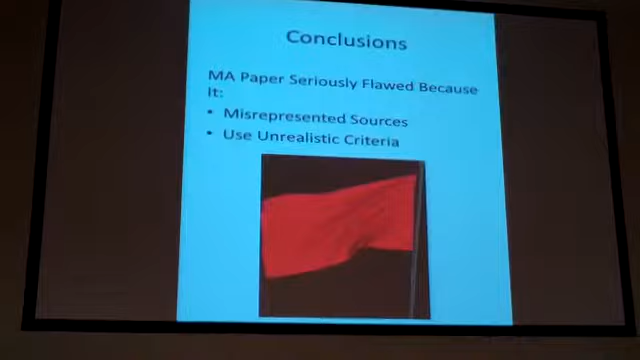 Conclusions
MA Paper Seriously Flawed Because
It:
• Misrepresented Sources
• Use Unrealistic Criteria